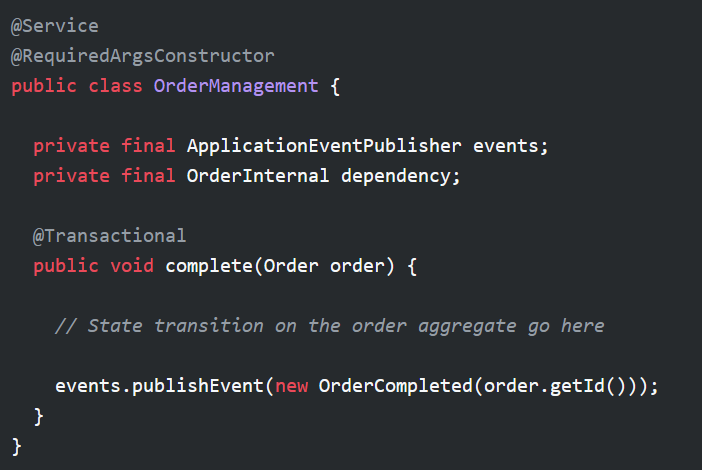 @Service
@RequiredArgsConstructor
public class OrderManagement {
private final ApplicationEventPublisher events;
private final OrderInternal dependency;
@Transactional
public void complete(Order order) {
// State transition on the order aggregate go here
events.publishEvent(new OrderCompleted(order.getId()));
}
}